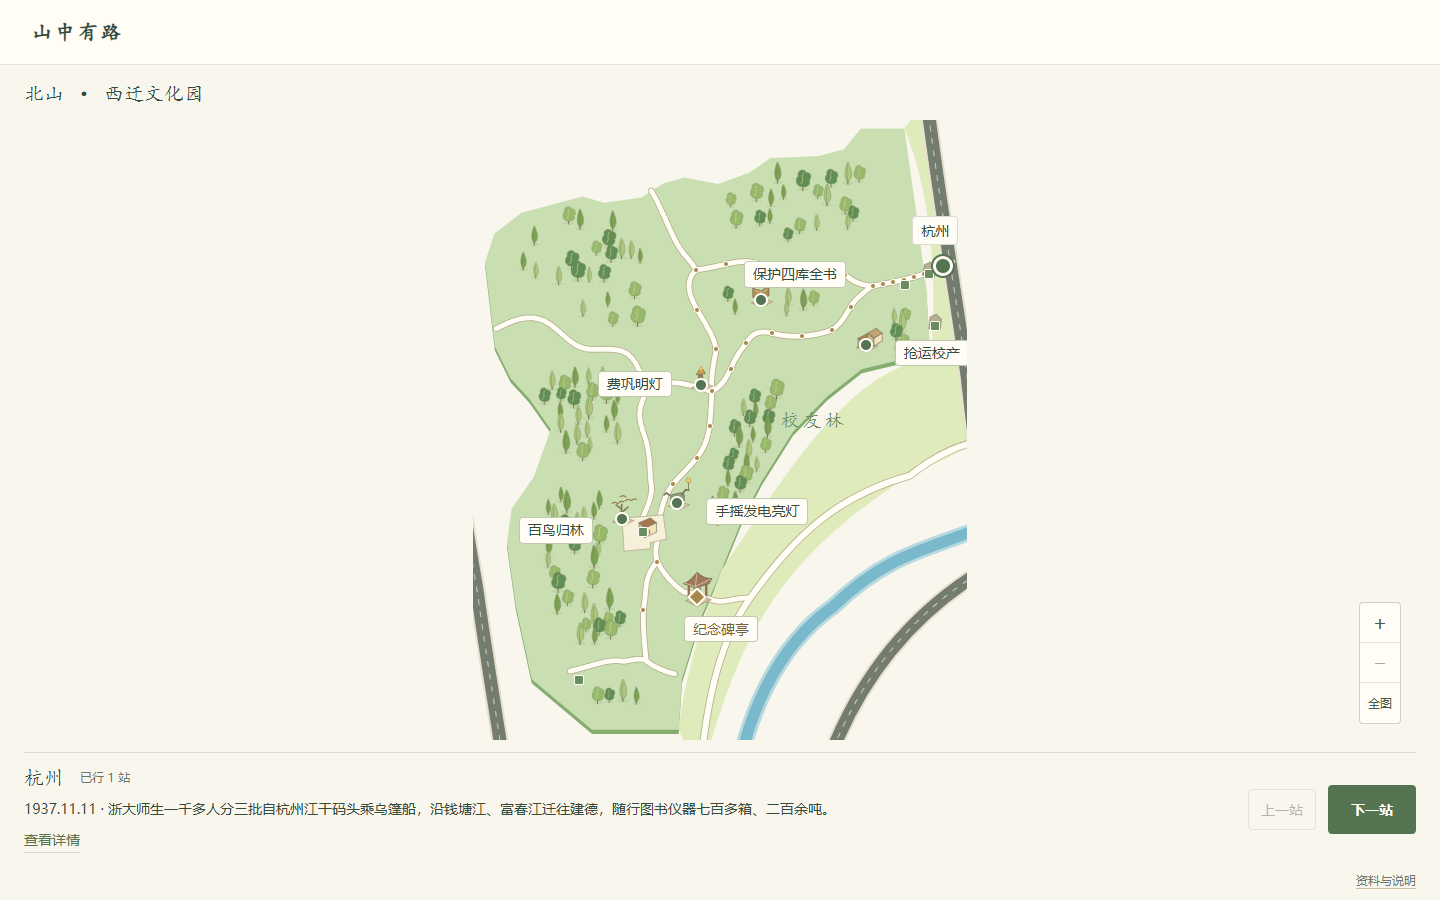 山中有路
北山 • 西迁文化园
杭州
保护四库全书
抢运校产
费巩明灯
校友林
手摇发电亮灯
百鸟归林
纪念碑亭
+
−
全图
杭州 已行 1 站
1937.11.11 · 浙大师生一千多人分三批自杭州江干码头乘乌篷船，沿钱塘江、富春江迁往建德，随行图书仪器七百多箱、二百余吨。
上一站 下一站
查看详情
资料与说明